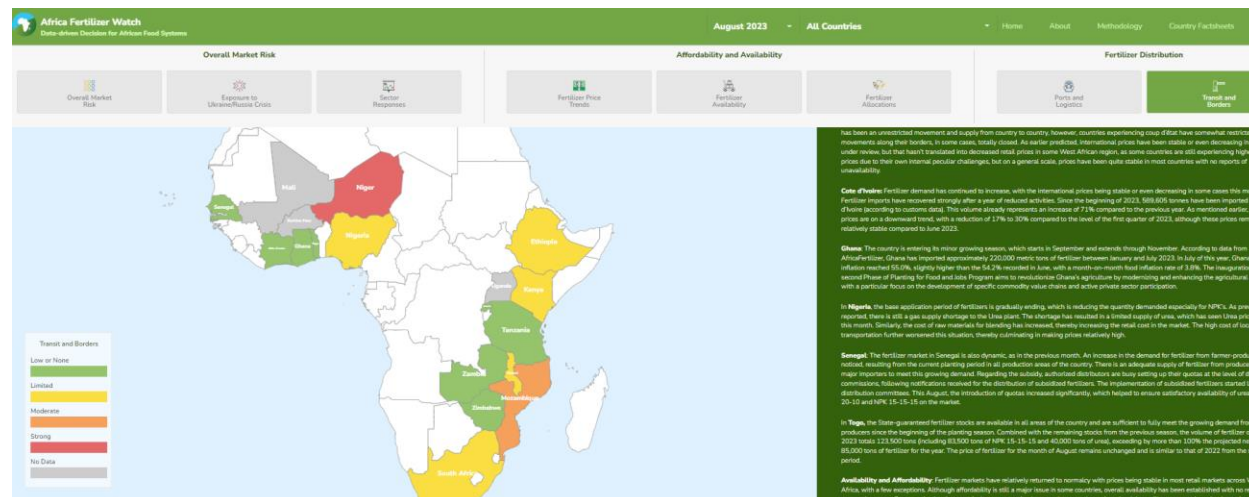 Africa Fertilizer Watch
Data-driven Decision for African Food Systems
August 2023
All Countries
Home
About
Methodology
Country Factsheets
Overall Market Risk
Affordability and Availability
Fertilizer Distribution
Overall Market
Risk
Exposure to
Ukraine/Russia Crisis
Sector
Responses
Fertilizer Price
Trends
Fertilizer
Availability
Fertilizer
Allocations
Ports and
Logistics
Transit and
Borders
Mali
Niger
Senegal
Burkina Faso
Nigeria
Ghana
Ethiopia
Uganda
Kenya
Tanzania
Zambia
Mozambique
Zimbabwe
South Africa
Transit and Borders
Low or None
Limited
Moderate
Strong
No Data
has been an unrestricted movement and supply from country to country, however, countries experiencing coup d'état have somewhat restricte
movements along their borders, in some cases, totally closed. As earlier predicted, international prices have been stable or even decreasing in
under review, but that hasn't translated into decreased retail prices in some West African region, as some countries are still experiencing high
prices due to their own internal peculiar challenges, but on a general scale, prices have been quite stable in most countries with no reports of
unavailability.
Cote d'Ivoire: Fertilizer demand has continued to increase, with the international prices being stable or even decreasing in some cases this m
Fertilizer imports have recovered strongly after a year of reduced activities. Since the beginning of 2023, 589,605 tonnes have been imported
d'Ivoire (according to customs data). This volume already represents an increase of 71% compared to the previous year. As mentioned earlier,
prices are on a downward trend, with a reduction of 17% to 30% compared to the level of the first quarter of 2023, although those prices rem
relatively stable compared to June 2023.
Ghana: The country is entering its minor growing season, which starts in September and extends through November. According to data from
AfricaFertilizer, Ghana has imported approximately 220,000 metric tons of fertilizer between January and July 2023. In July of this year, Ghana
inflation reached 55.0%, slightly higher than the 54.2% recorded in June, with a month-on-month food inflation rate of 3.8%. The inauguration
second Phase of Planting for Food and Jobs Program aims to revolutionize Ghana's agriculture by modernizing and enhancing the agricultural
with a particular focus on the development of specific commodity value chains and active private sector participation.
In Nigeria, the base application period of fertilizers is gradually ending, which is reducing the quantity demanded especially for NPK's. As prev
reported, there is still a gas supply shortage to the Urea plant. The shortage has resulted in a limited supply of urea, which has seen Urea pric
this month. Similarly, the cost of raw materials for blending has increased, thereby increasing the retail cost in the market. The high cost of loc
transportation further worsened this situation, thereby culminating in making prices relatively high.
Senegal: The fertilizer market in Senegal is also dynamic, as in the previous month. An increase in the demand for fertilizer from farmer-produ
noticed, resulting from the current planting period in all production areas of the country. There is an adequate supply of fertilizer from produce
major importers to meet this growing demand. Regarding the subsidy, authorized distributors are busy setting up their quotas at the level of di
commissions, following notifications received for the distribution of subsidized fertilizers. The implementation of subsidized fertilizers started
distribution committees. This August, the introduction of quotas increased significantly, which helped to ensure satisfactory availability of urea
20-10 and NPK 15-15-15 on the market.
In Togo, the State-guaranteed fertilizer stocks are available in all areas of the country and are sufficient to fully meet the growing demand fro
producers since the beginning of the planting season. Combined with the remaining stocks from the previous season, the volume of fertilizer
2023 totals 123,500 tons (including 83,500 tons of NPK 15-15-15 and 40,000 tons of urea), exceeding by more than 100% the projected ne
85,000 tons of fertilizer for the year. The price of fertilizer for the month of August remains unchanged and is similar to that of 2022 from the
period.
Availability and Affordability: Fertilizer markets have relatively returned to normalcy with prices being stable in most retail markets across
Africa, with a few exceptions. Although affordability is still a major issue in some countries, overall availability has been established with no